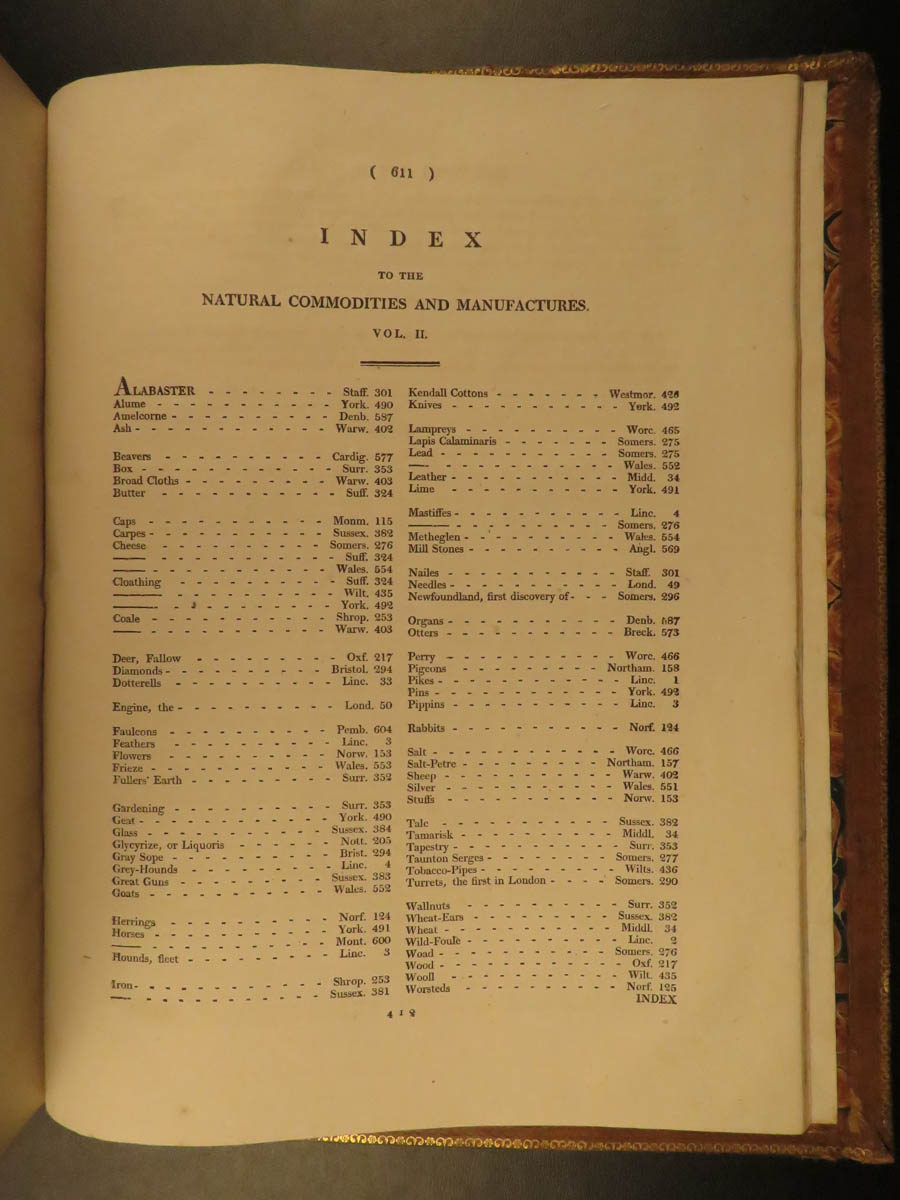 ( 611 )
INDEX
TO THE
NATURAL COMMODITIES AND MANUFACTURES.
VOL. II.
ALABASTER - - - - - - - - Staff. 301
Alume - - - - - - - - - - - York. 490
Amelcorne - - - - - - - - - - Denb. 587
Ash - - - - - - - - - - - - Warw. 402
Beavers - - - - - - - - - - Cardig. 577
Box - - - - - - - - - - - - Surr. 353
Broad Cloths - - - - - - - - - Warw. 403
Butter - - - - - - - - - - - Suff. 324
Caps - - - - - - - - - - - Monm. 115
Carpes - - - - - - - - - - - Sussex. 382
Cheese - - - - - - - - - - Somers. 276
—— - - - - - - - - - - - Suff. 324
—— - - - - - - - - - - - Wales. 554
Cloathing - - - - - - - - - - Suff. 324
—— - - - - - - - - - - - Wilt. 435
—— - - - - - - - - - - - York. 492
Coale - - - - - - - - - - - Shrop. 253
—— - - - - - - - - - - - Warw. 403
Deer, Fallow - - - - - - - - - Oxf. 217
Diamonds - - - - - - - - - - Bristol. 294
Dotterells - - - - - - - - - - Linc. 33
Engine, the - - - - - - - - - - Lond. 50
Faulcons - - - - - - - - - - Pemb. 604
Feathers - - - - - - - - - - Linc. 3
Flowers - - - - - - - - - - Norw. 153
Frieze - - - - - - - - - - - Wales. 553
Fullers' Earth - - - - - - - - - Surr. 352
Gardening - - - - - - - - - - Surr. 353
Geat - - - - - - - - - - - York. 490
Glass - - - - - - - - - - - Sussex. 384
Glycyrize, or Liquoris - - - - - Nott. 205
Gray Sope - - - - - - - - - - Brist. 294
Grey-Hounds - - - - - - - - - Linc. 4
Great Guns - - - - - - - - - Sussex. 383
Goats - - - - - - - - - - - Wales. 552
Herrings - - - - - - - - - - Norf. 124
Horses - - - - - - - - - - - York. 491
—— - - - - - - - - - - - Mont. 600
Hounds, fleet - - - - - - - - - Linc. 3
Iron - - - - - - - - - - - - Shrop. 253
—— - - - - - - - - - - - Sussex. 381
Kendall Cottons - - - - - - - Westmor. 426
Knives - - - - - - - - - - - York. 492
Lampreys - - - - - - - - - - Worc. 465
Lapis Calaminaris - - - - - - - Somers. 275
Lead - - - - - - - - - - - Somers. 275
—— - - - - - - - - - - - Wales. 552
Leather - - - - - - - - - - - Midd. 34
Lime - - - - - - - - - - - York. 491
Mastiffes - - - - - - - - - - Linc. 4
—— - - - - - - - - - - - Somers. 276
Metheglen - - - - - - - - - - Wales. 554
Mill Stones - - - - - - - - - - Angl. 569
Nailes - - - - - - - - - - - Staff. 301
Needles - - - - - - - - - - - Lond. 49
Newfoundland, first discovery of - - - Somers. 296
Organs - - - - - - - - - - - Denb. 587
Otters - - - - - - - - - - - Breck. 573
Perry - - - - - - - - - - - Worc. 466
Pigeons - - - - - - - - - - Northam. 158
Pikes - - - - - - - - - - - Linc. 1
Pins - - - - - - - - - - - - York. 492
Pippins - - - - - - - - - - - Linc. 3
Rabbits - - - - - - - - - - - Norf. 124
Salt - - - - - - - - - - - - Worc. 466
Salt-Petre - - - - - - - - - Northam. 157
Sheep - - - - - - - - - - - Warw. 402
Silver - - - - - - - - - - - Wales. 551
Stuffs - - - - - - - - - - - Norw. 153
Talc - - - - - - - - - - - Sussex. 382
Tamarisk - - - - - - - - - - Middl. 34
Tapestry - - - - - - - - - - Surr. 353
Taunton Serges - - - - - - - - Somers. 277
Tobacco-Pipes - - - - - - - - Wilts. 436
Turrets, the first in London - - - - Somers. 290
Wallnuts - - - - - - - - - - Surr. 352
Wheat-Ears - - - - - - - - - Sussex. 382
Wheat - - - - - - - - - - - Middl. 34
Wild-Foule - - - - - - - - - - Linc. 2
Woad - - - - - - - - - - - Somers. 276
Wood - - - - - - - - - - - Oxf. 217
Wooll - - - - - - - - - - - Wilt. 435
Worsteds - - - - - - - - - - Norf. 125
INDEX
4 I 2